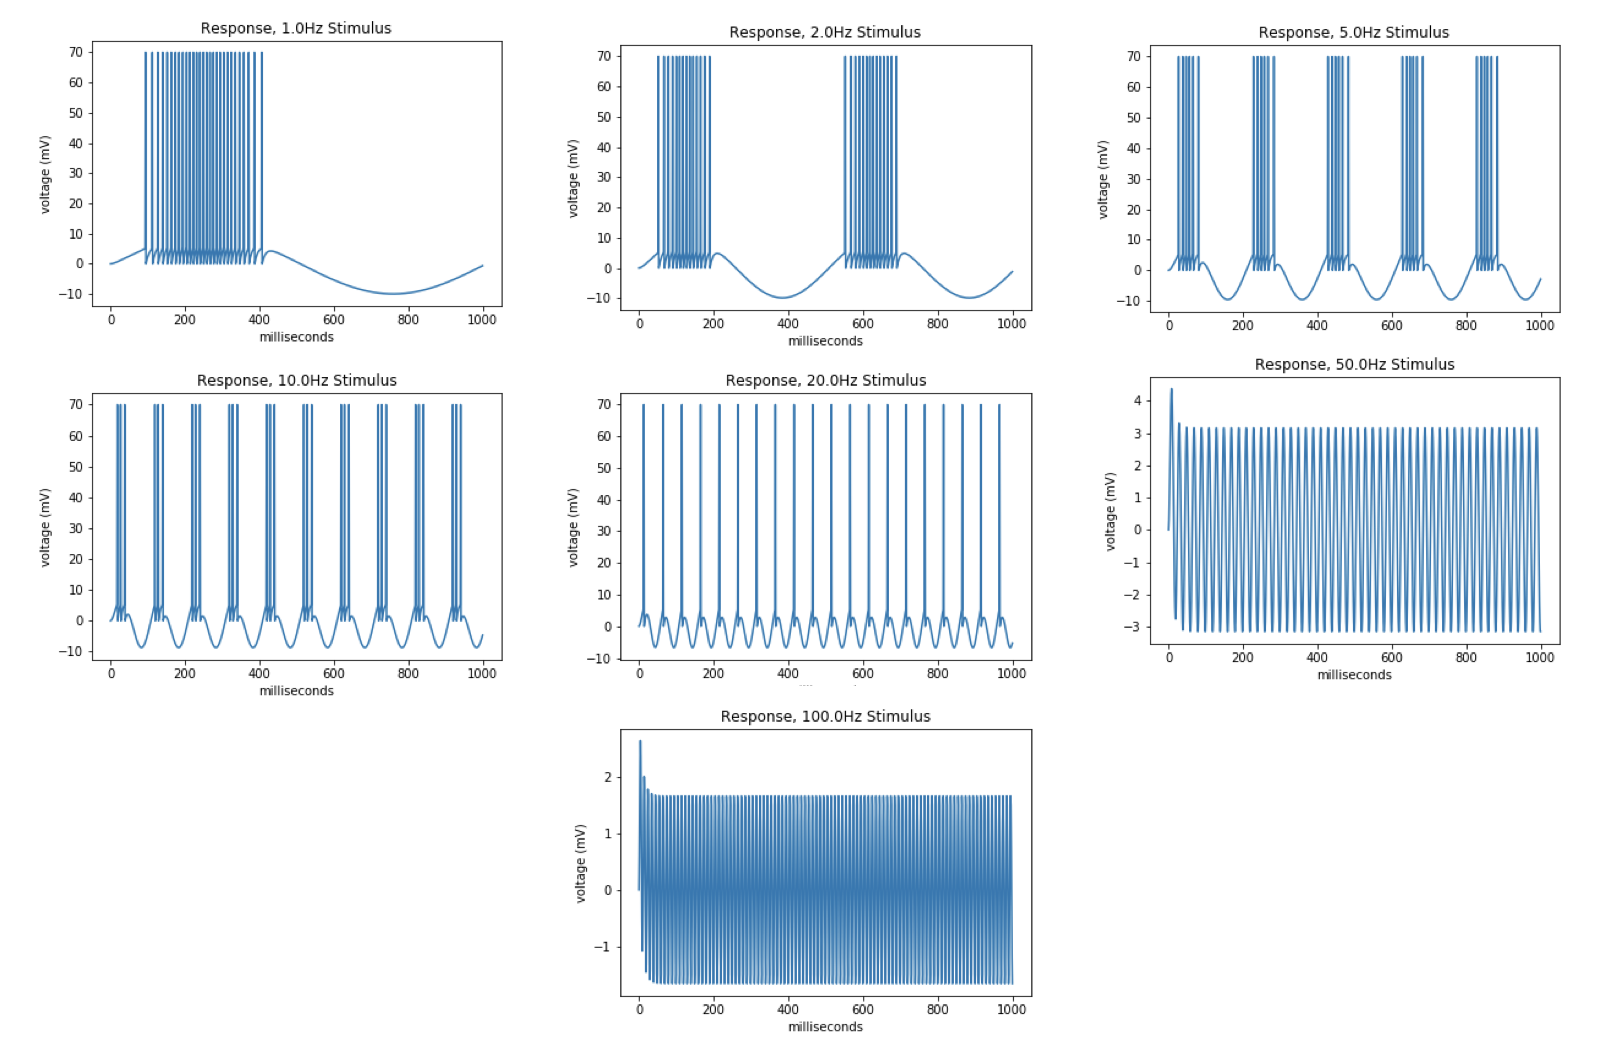 Response, 1.0Hz Stimulus
70
60
50
40
30
20
10
0
−10
voltage (mV)
0 200 400 600 800 1000
milliseconds
Response, 2.0Hz Stimulus
70
60
50
40
30
20
10
0
−10
voltage (mV)
0 200 400 600 800 1000
milliseconds
Response, 5.0Hz Stimulus
70
60
50
40
30
20
10
0
−10
voltage (mV)
0 200 400 600 800 1000
Response, 10.0Hz Stimulus
70
60
50
40
30
20
10
0
−10
voltage (mV)
0 200 400 600 800 1000
milliseconds
Response, 20.0Hz Stimulus
70
60
50
40
30
20
10
0
−10
voltage (mV)
0 200 400 600 800 1000
Response, 50.0Hz Stimulus
4
3
2
1
0
−1
−2
−3
voltage (mV)
0 200 400 600 800 1000
milliseconds
Response, 100.0Hz Stimulus
2
1
0
−1
voltage (mV)
0 200 400 600 800 1000
milliseconds